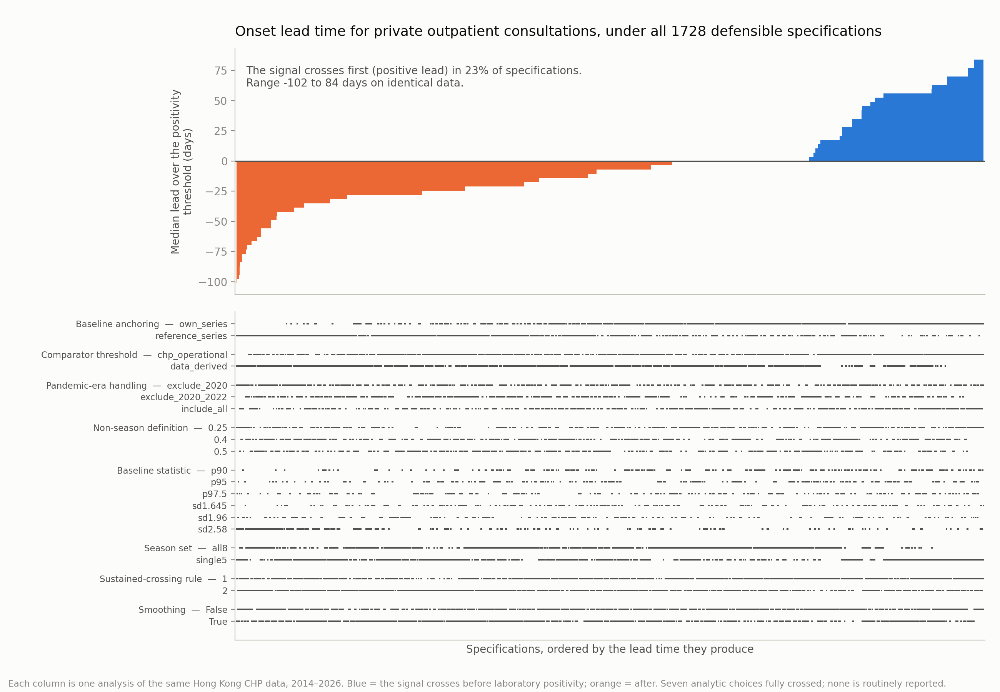 Onset lead time for private outpatient consultations, under all 1728 defensible specifications
The signal crosses first (positive lead) in 23% of specifications.
Range -102 to 84 days on identical data.
Median lead over the positivity
threshold (days)
75
50
25
0
−25
−50
−75
−100
Baseline anchoring — own_series
reference_series
Comparator threshold — chp_operational
data_derived
Pandemic-era handling — exclude_2020
exclude_2020_2022
include_all
Non-season definition — 0.25
0.4
0.5
Baseline statistic — p90
p95
p97.5
sd1.645
sd1.96
sd2.58
Season set — all8
single5
Sustained-crossing rule — 1
2
Smoothing — False
True
Specifications, ordered by the lead time they produce
Each column is one analysis of the same Hong Kong CHP data, 2014–2026. Blue = the signal crosses before laboratory positivity; orange = after. Seven analytic choices fully crossed; none is routinely reported.